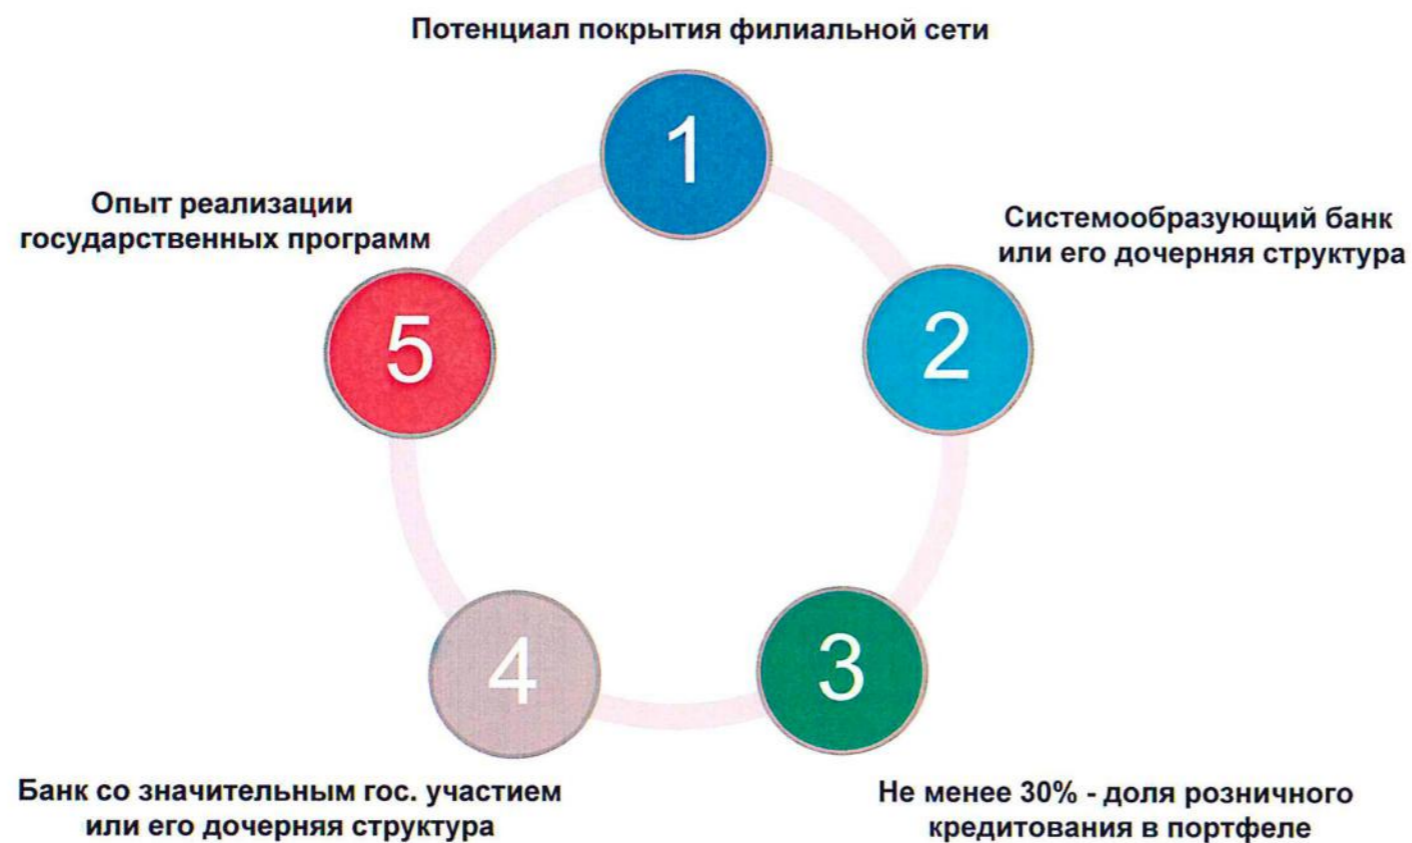 Потенциал покрытия филиальной сети
1
Системообразующий банк
или его дочерняя структура
2
Не менее 30% - доля розничного
кредитования в портфеле
3
Банк со значительным гос. участием
или его дочерняя структура
4
Опыт реализации
государственных программ
5